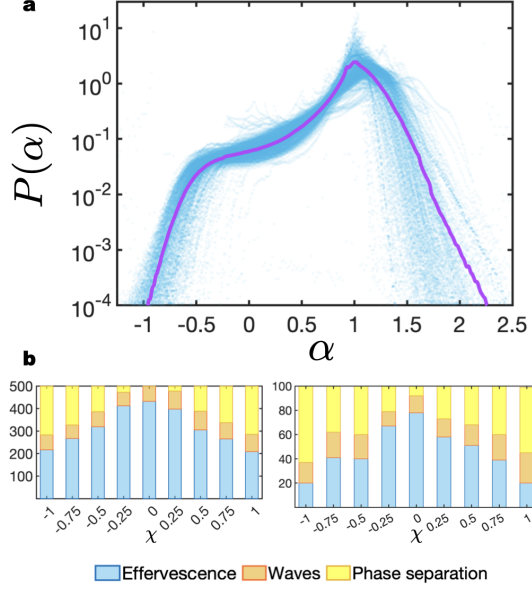 a
10^1
10^0
10^-1
10^-2
10^-3
10^-4
P(α)
-1 -0.5 0 0.5 1 1.5 2 2.5
α
b
500
400
300
200
100
-1 -0.75 -0.5 -0.25 0 0.25 0.5 0.75 1
χ
100
80
60
40
20
-1 -0.75 -0.5 -0.25 0 0.25 0.5 0.75 1
χ
Effervescence Waves Phase separation